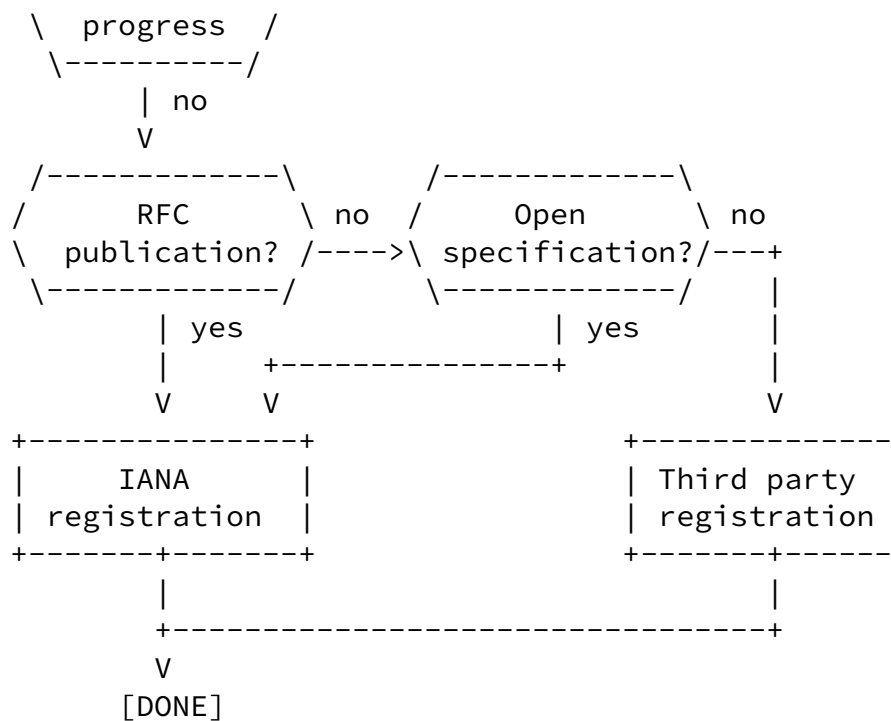 \  progress  /
\----------/
| no
V
/-------------\       /-------------\
/      RFC      \ no  /     Open      \ no
\  publication? /---->\ specification?/---+
\-------------/       \-------------/    |
| yes                | yes       |
|     +---------------+           |
V     V                           V
+---------------+                 +--------------
|     IANA      |                 | Third party
| registration  |                 | registration
+-------+-------+                 +-------+------
|                                 |
+---------------------------------+
V
[DONE]